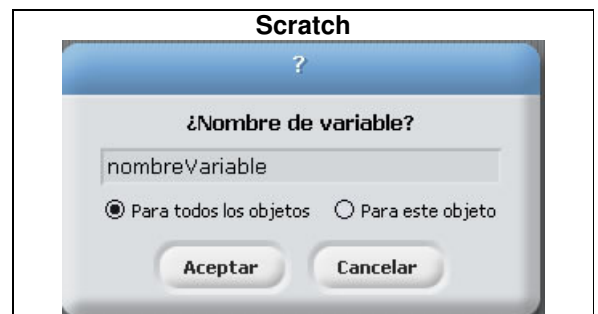 Scratch
?
¿Nombre de variable?
nombreVariable
Para todos los objetos Para este objeto
Aceptar Cancelar